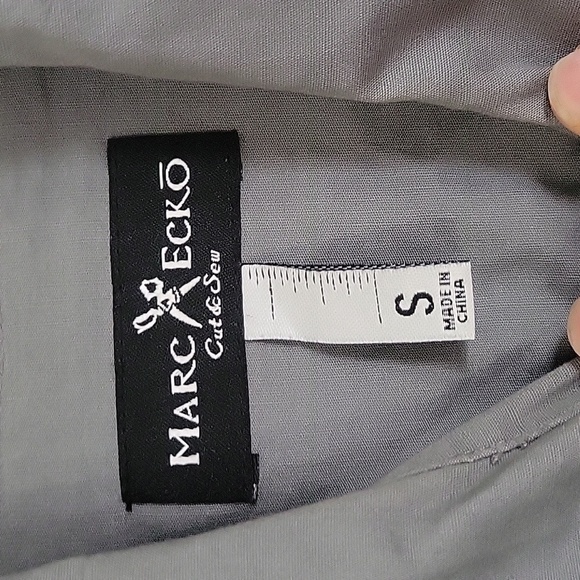 MARC ECKŌ
Cut & Sew
S
MADE IN
CHINA